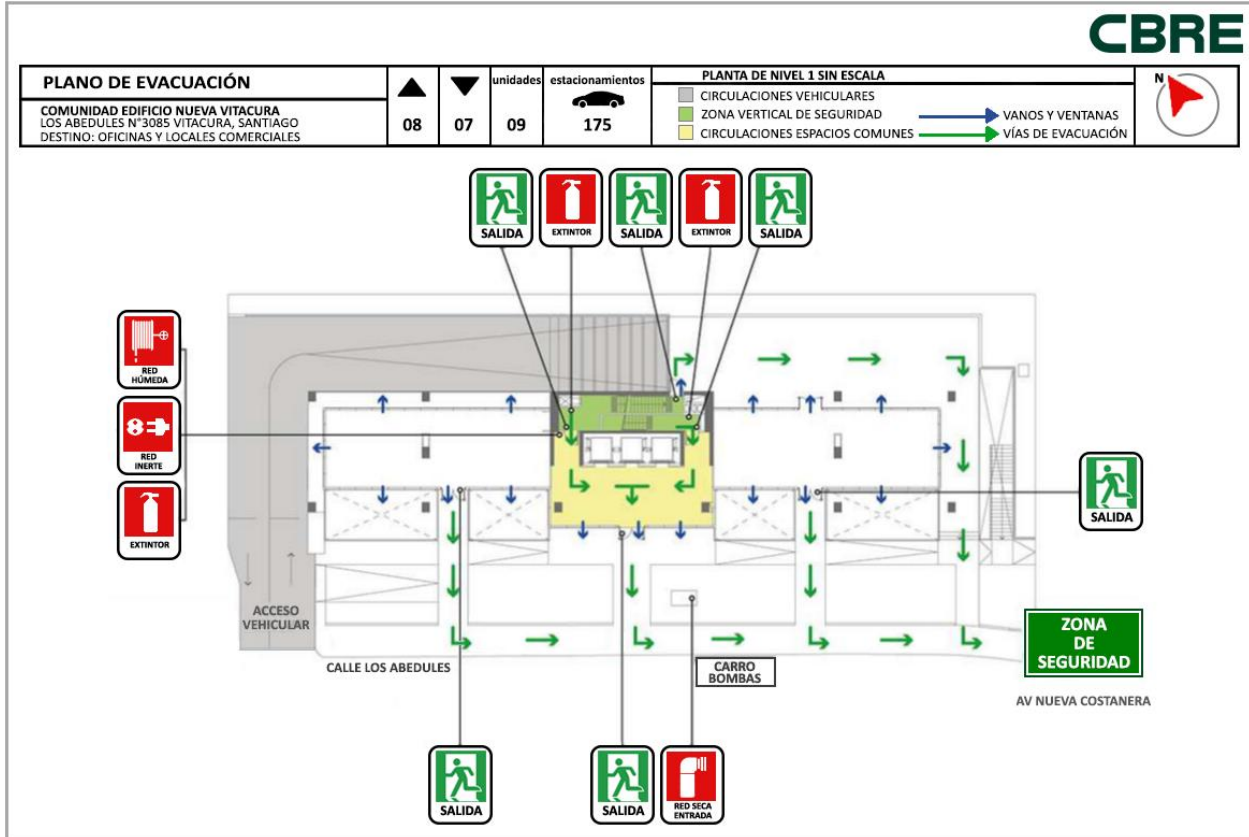 CBRE
PLANO DE EVACUACIÓN
COMUNIDAD EDIFICIO NUEVA VITACURA
LOS ABEDULES N°3085 VITACURA, SANTIAGO
DESTINO: OFICINAS Y LOCALES COMERCIALES
08
07
unidades
09
estacionamientos
175
PLANTA DE NIVEL 1 SIN ESCALA
CIRCULACIONES VEHICULARES
ZONA VERTICAL DE SEGURIDAD
CIRCULACIONES ESPACIOS COMUNES
VANOS Y VENTANAS
VÍAS DE EVACUACIÓN
N
SALIDA
EXTINTOR
SALIDA
EXTINTOR
SALIDA
RED
HÚMEDA
RED
INERTE
EXTINTOR
SALIDA
ACCESO
VEHICULAR
CALLE LOS ABEDULES
CARRO
BOMBAS
ZONA
DE
SEGURIDAD
AV NUEVA COSTANERA
SALIDA
SALIDA
RED SECA
ENTRADA